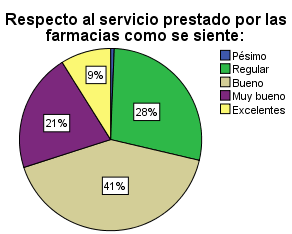 Respecto al servicio prestado por las
farmacias como se siente:
Pésimo
Regular
Bueno
Muy bueno
Excelentes
9%
28%
21%
41%